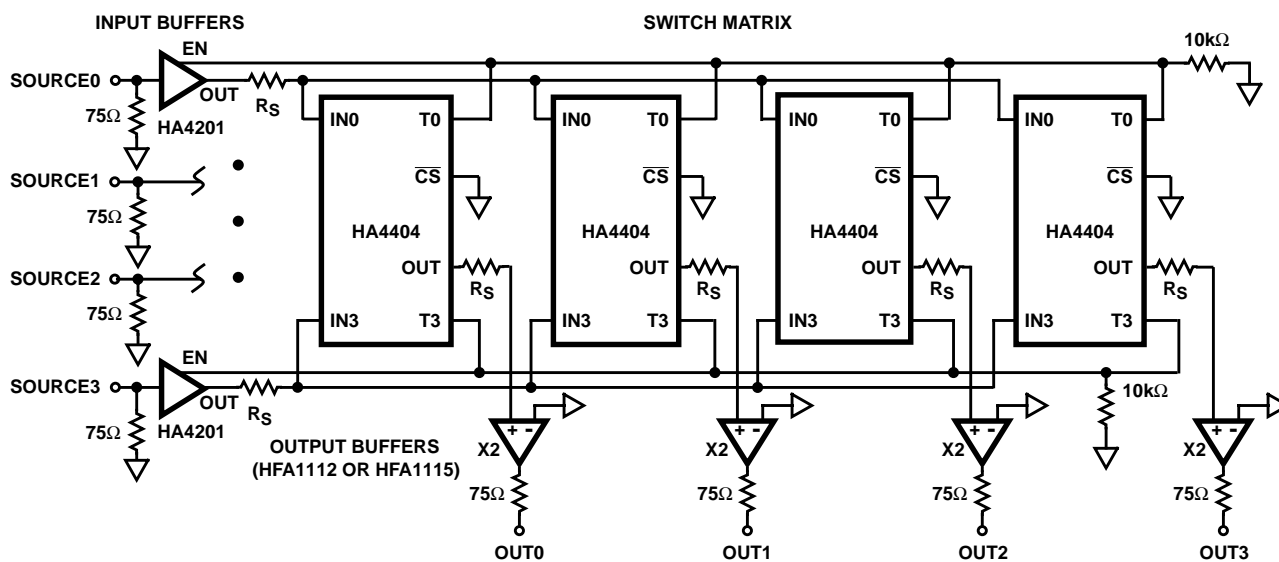 INPUT BUFFERS
SWITCH MATRIX
EN
10kΩ
SOURCE0
OUT
RS
75Ω
HA4201
IN0 T0
IN0 T0
IN0 T0
IN0 T0
SOURCE1
CS
CS
CS
CS
75Ω
HA4404
HA4404
HA4404
HA4404
SOURCE2
OUT
OUT
OUT
OUT
RS
RS
RS
RS
75Ω
IN3 T3
IN3 T3
IN3 T3
IN3 T3
EN
SOURCE3
OUT
RS
10kΩ
75Ω
HA4201
+ -
+ -
+ -
+ -
OUTPUT BUFFERS
(HFA1112 OR HFA1115)
X2
X2
X2
X2
75Ω
75Ω
75Ω
75Ω
OUT0
OUT1
OUT2
OUT3